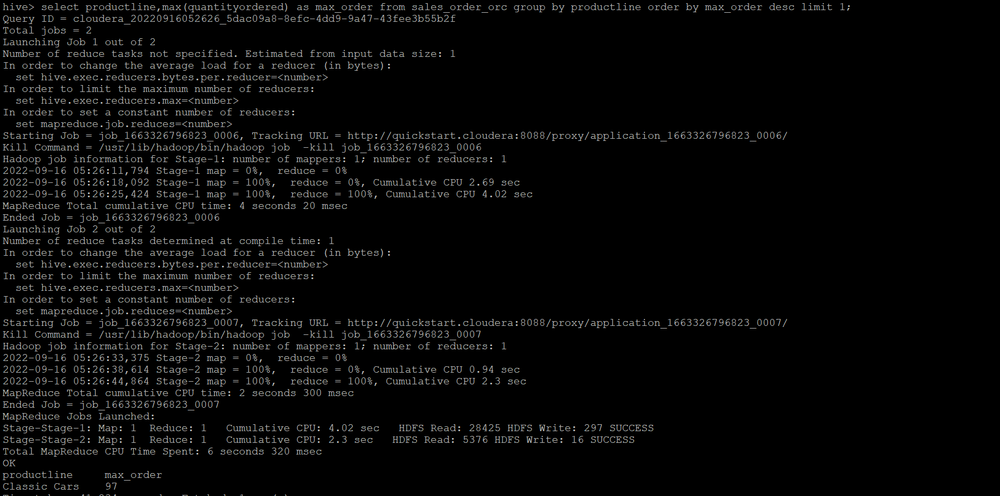 hive> select productline,max(quantityordered) as max_order from sales_order_orc group by productline order by max_order desc limit 1;
Query ID = cloudera_20220916052626_5dac09a8-8efc-4dd9-9a47-43fee3b55b2f
Total jobs = 2
Launching Job 1 out of 2
Number of reduce tasks not specified. Estimated from input data size: 1
In order to change the average load for a reducer (in bytes):
  set hive.exec.reducers.bytes.per.reducer=<number>
In order to limit the maximum number of reducers:
  set hive.exec.reducers.max=<number>
In order to set a constant number of reducers:
  set mapreduce.job.reduces=<number>
Starting Job = job_1663326796823_0006, Tracking URL = http://quickstart.cloudera:8088/proxy/application_1663326796823_0006/
Kill Command = /usr/lib/hadoop/bin/hadoop job  -kill job_1663326796823_0006
Hadoop job information for Stage-1: number of mappers: 1; number of reducers: 1
2022-09-16 05:26:11,794 Stage-1 map = 0%,  reduce = 0%
2022-09-16 05:26:18,092 Stage-1 map = 100%,  reduce = 0%, Cumulative CPU 2.69 sec
2022-09-16 05:26:25,424 Stage-1 map = 100%,  reduce = 100%, Cumulative CPU 4.02 sec
MapReduce Total cumulative CPU time: 4 seconds 20 msec
Ended Job = job_1663326796823_0006
Launching Job 2 out of 2
Number of reduce tasks determined at compile time: 1
In order to change the average load for a reducer (in bytes):
  set hive.exec.reducers.bytes.per.reducer=<number>
In order to limit the maximum number of reducers:
  set hive.exec.reducers.max=<number>
In order to set a constant number of reducers:
  set mapreduce.job.reduces=<number>
Starting Job = job_1663326796823_0007, Tracking URL = http://quickstart.cloudera:8088/proxy/application_1663326796823_0007/
Kill Command = /usr/lib/hadoop/bin/hadoop job  -kill job_1663326796823_0007
Hadoop job information for Stage-2: number of mappers: 1; number of reducers: 1
2022-09-16 05:26:33,375 Stage-2 map = 0%,  reduce = 0%
2022-09-16 05:26:38,614 Stage-2 map = 100%,  reduce = 0%, Cumulative CPU 0.94 sec
2022-09-16 05:26:44,864 Stage-2 map = 100%,  reduce = 100%, Cumulative CPU 2.3 sec
MapReduce Total cumulative CPU time: 2 seconds 300 msec
Ended Job = job_1663326796823_0007
MapReduce Jobs Launched:
Stage-Stage-1: Map: 1  Reduce: 1   Cumulative CPU: 4.02 sec   HDFS Read: 28425 HDFS Write: 297 SUCCESS
Stage-Stage-2: Map: 1  Reduce: 1   Cumulative CPU: 2.3 sec   HDFS Read: 5376 HDFS Write: 16 SUCCESS
Total MapReduce CPU Time Spent: 6 seconds 320 msec
OK
productline     max_order
Classic Cars    97